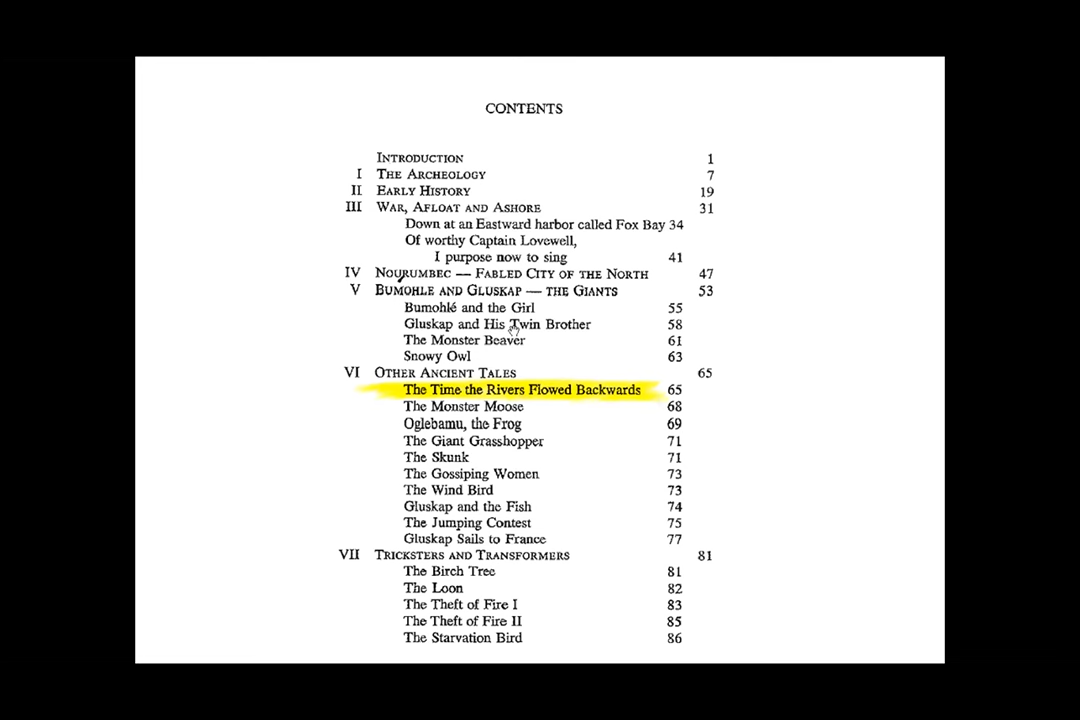 CONTENTS
INTRODUCTION 1
I THE ARCHEOLOGY 7
II EARLY HISTORY 19
III WAR, AFLOAT AND ASHORE 31
Down at an Eastward harbor called Fox Bay 34
Of worthy Captain Lovewell,
I purpose now to sing 41
IV NOURUMBEC — FABLED CITY OF THE NORTH 47
V BUMOHLE AND GLUSKAP — THE GIANTS 53
Bumohlé and the Girl 55
Gluskap and His Twin Brother 58
The Monster Beaver 61
Snowy Owl 63
VI OTHER ANCIENT TALES 65
The Time the Rivers Flowed Backwards 65
The Monster Moose 68
Oglebamu, the Frog 69
The Giant Grasshopper 71
The Skunk 71
The Gossiping Women 73
The Wind Bird 73
Gluskap and the Fish 74
The Jumping Contest 75
Gluskap Sails to France 77
VII TRICKSTERS AND TRANSFORMERS 81
The Birch Tree 81
The Loon 82
The Theft of Fire I 83
The Theft of Fire II 85
The Starvation Bird 86